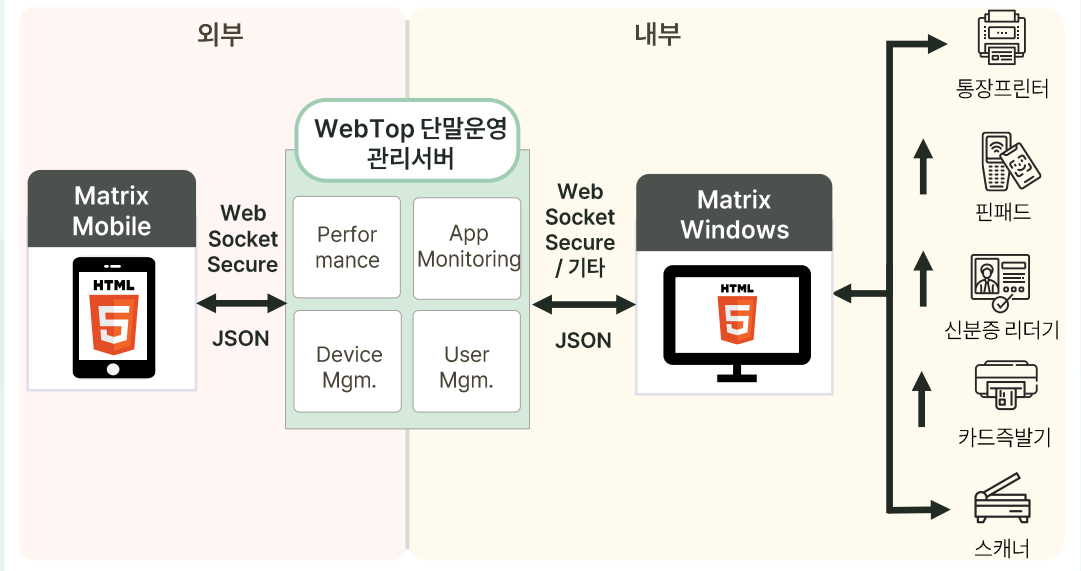 외부
내부
WebTop 단말운영
관리서버
Matrix
Mobile
HTML
5
Web
Socket
Secure
JSON
Perfor
mance
App
Monitoring
Device
Mgm.
User
Mgm.
Web
Socket
Secure
/ 기타
JSON
Matrix
Windows
HTML
5
통장프린터
핀패드
신분증 리더기
카드즉발기
스캐너